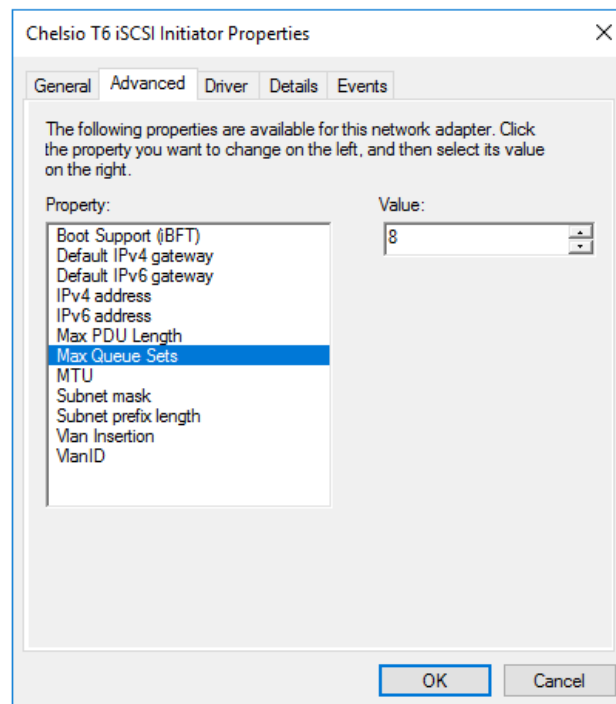 Chelsio T6 iSCSI Initiator Properties
General Advanced Driver Details Events
The following properties are available for this network adapter. Click
the property you want to change on the left, and then select its value
on the right.
Property:
Boot Support (iBFT)
Default IPv4 gateway
Default IPv6 gateway
IPv4 address
IPv6 address
Max PDU Length
Max Queue Sets
MTU
Subnet mask
Subnet prefix length
Vlan Insertion
VlanID
Value:
8
OK Cancel